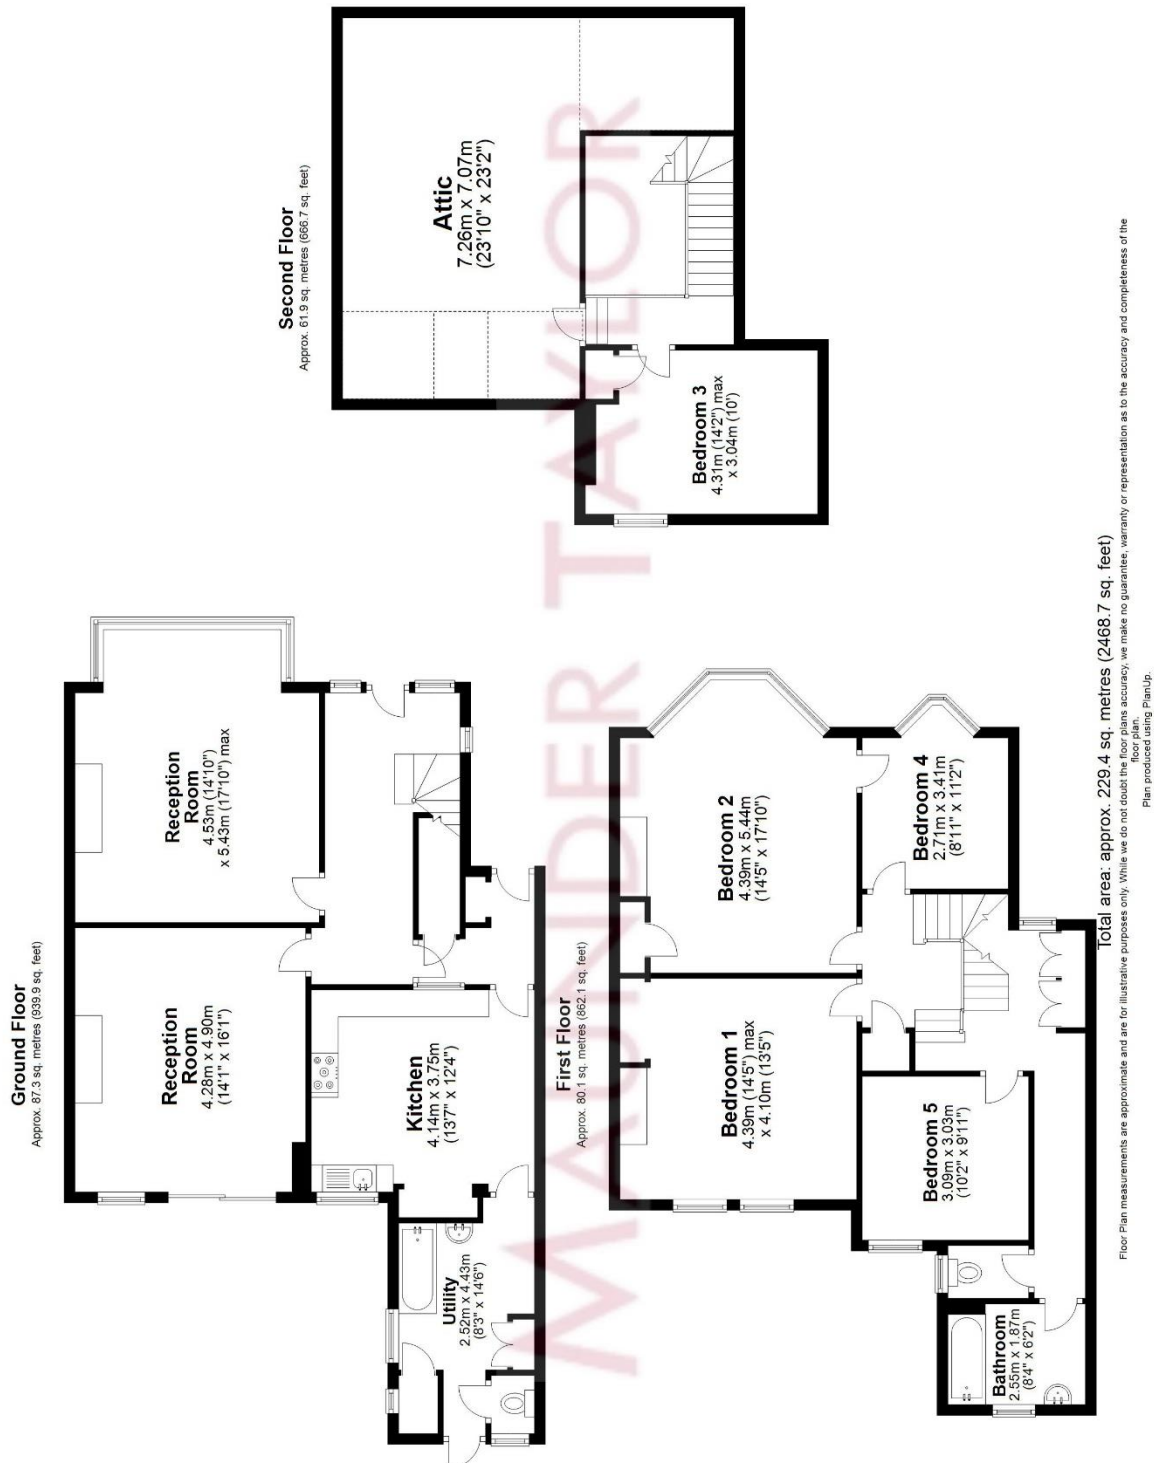 Ground Floor
Approx. 87.3 sq. metres (939.9 sq. feet)
Reception
Room
4.28m x 4.90m
(14'1" x 16'1")
Reception
Room
4.53m (14'10")
x 5.43m (17'10") max
Kitchen
4.14m x 3.75m
(13'7" x 12'4")
Utility
2.52m x 4.43m
(8'3" x 14'6")
Second Floor
Approx. 61.9 sq. metres (666.7 sq. feet)
Attic
7.26m x 7.07m
(23'10" x 23'2")
Bedroom 3
4.31m (14'2") max
x 3.04m (10')
First Floor
Approx. 80.1 sq. metres (862.1 sq. feet)
Bedroom 1
4.39m (14'5") max
x 4.10m (13'5")
Bedroom 2
4.39m x 5.44m
(14'5" x 17'10")
Bedroom 5
3.09m x 3.03m
(10'2" x 9'11")
Bedroom 4
2.71m x 3.41m
(8'11" x 11'2")
Bathroom
2.55m x 1.87m
(8'4" x 6'2")
MAUNDER TAYLOR
Total area: approx. 229.4 sq. metres (2468.7 sq. feet)
Floor Plan measurements are approximate and are for illustrative purposes only. While we do not doubt the floor plans accuracy, we make no guarantee, warranty or representation as to the accuracy and completeness of the
floor plan.
Plan produced using PlanUp.